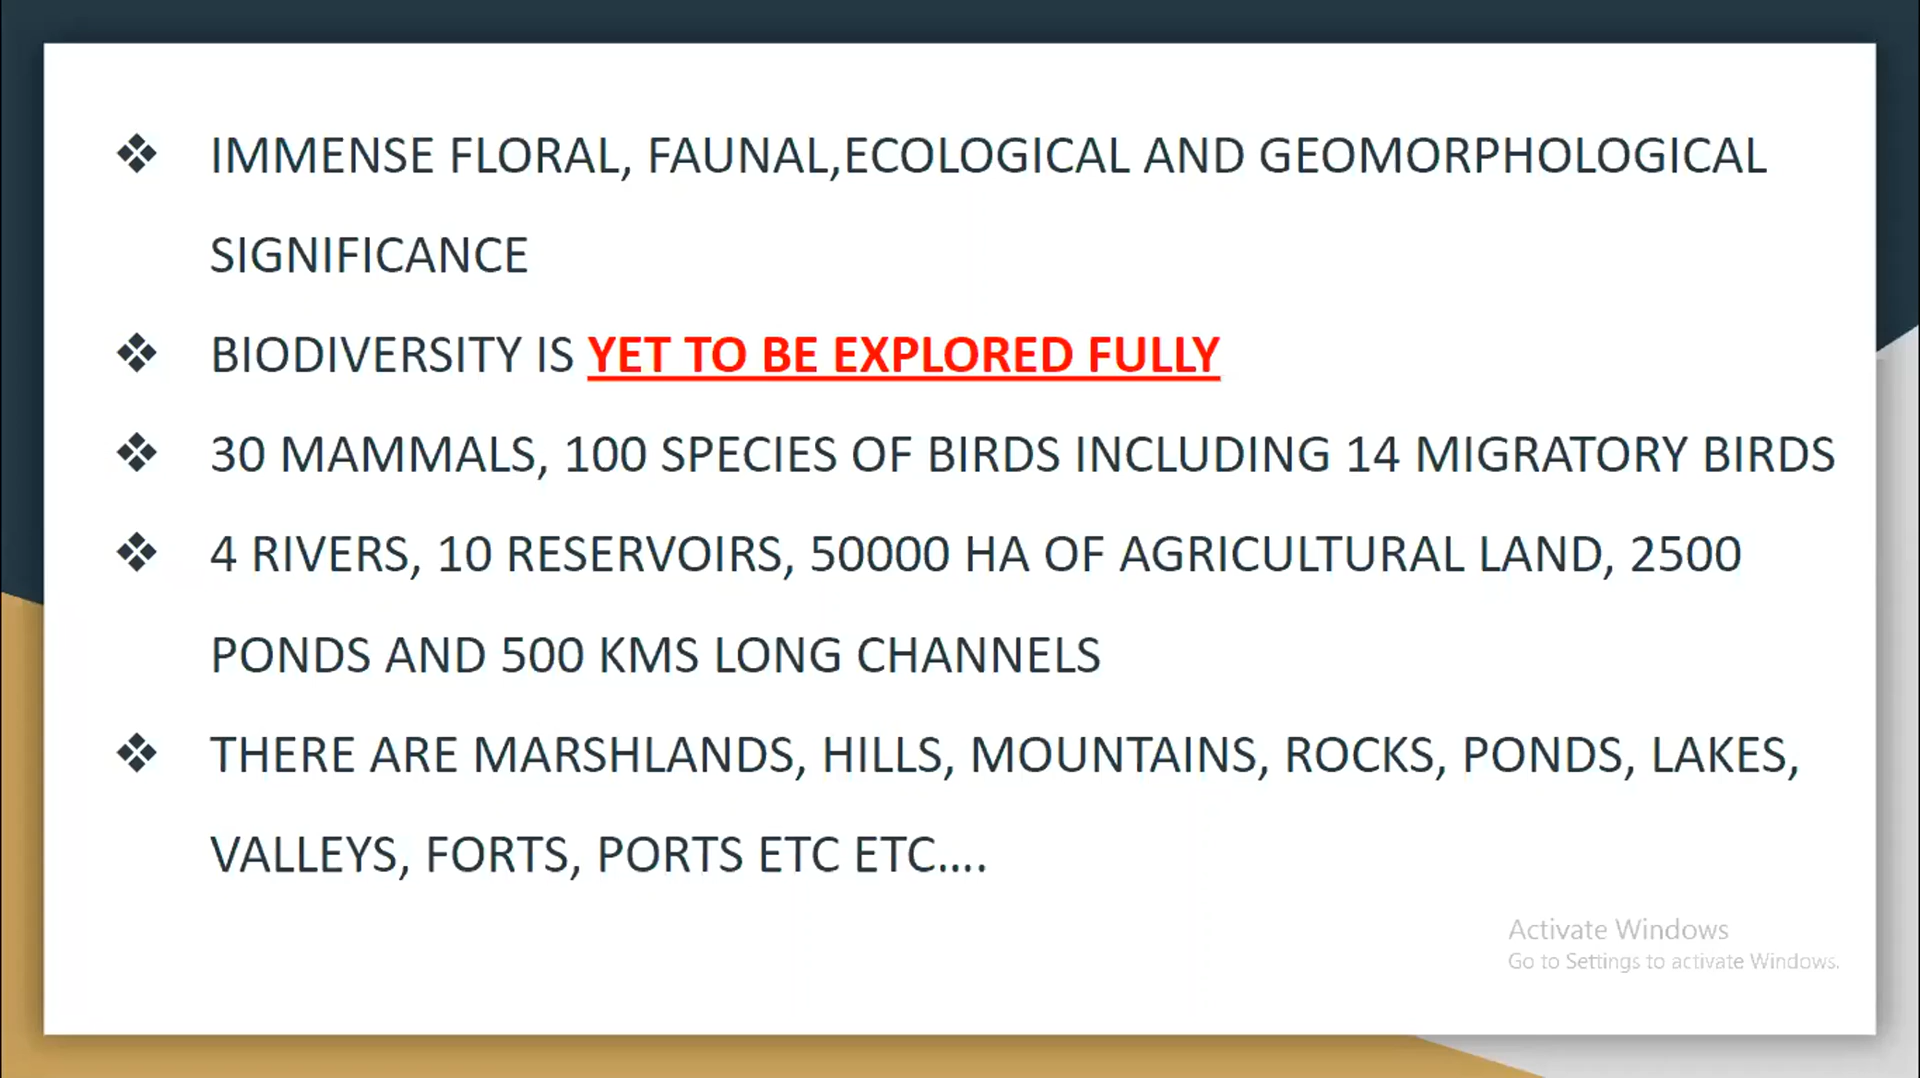 ❖ IMMENSE FLORAL, FAUNAL,ECOLOGICAL AND GEOMORPHOLOGICAL
SIGNIFICANCE
❖ BIODIVERSITY IS YET TO BE EXPLORED FULLY
❖ 30 MAMMALS, 100 SPECIES OF BIRDS INCLUDING 14 MIGRATORY BIRDS
❖ 4 RIVERS, 10 RESERVOIRS, 50000 HA OF AGRICULTURAL LAND, 2500
PONDS AND 500 KMS LONG CHANNELS
❖ THERE ARE MARSHLANDS, HILLS, MOUNTAINS, ROCKS, PONDS, LAKES,
VALLEYS, FORTS, PORTS ETC ETC....
Activate Windows
Go to Settings to activate Windows.